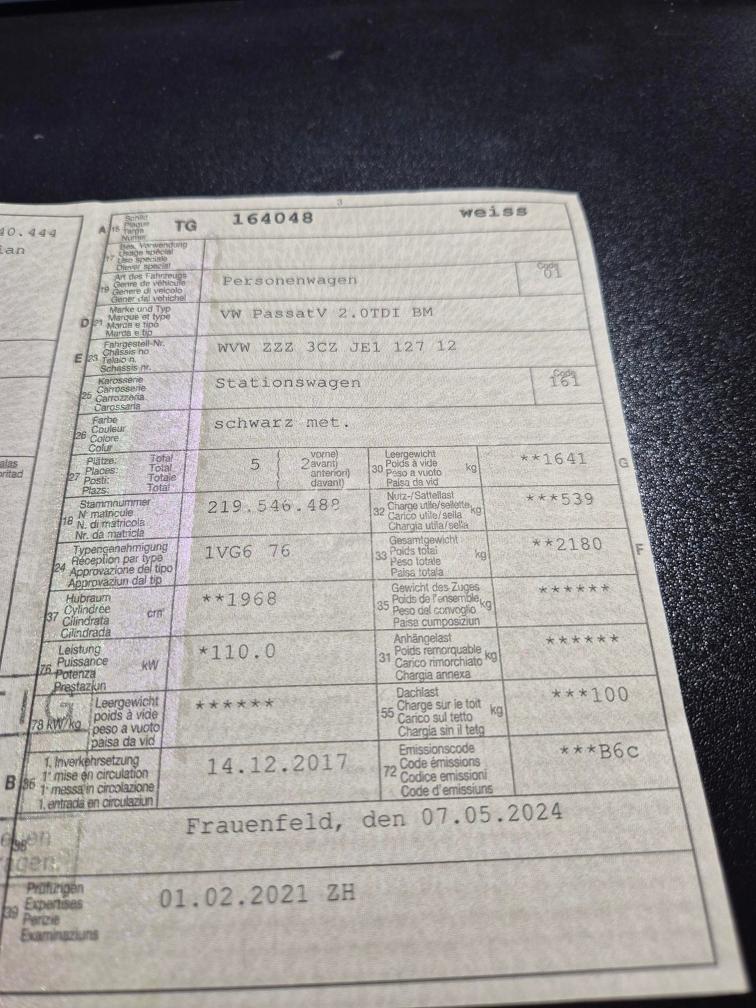 3
A 15 Schild Plaque Targa Numer TG 164048 weiss
17 Bes. Verwendung
Usage spécial
Uso speciale
Diever spezial
19 Art des Fahrzeugs
Genre de véhicule
Genere di veicolo
Gener dal vehichel
Personenwagen
Code
01
D 21 Marke und Typ
Marque et type
Marca e tipo
Marca e tip
VW PassatV 2.0TDI BM
E 23 Fahrgestell-Nr.
Châssis no
Telaio n.
Schassis nr.
WVW ZZZ 3CZ JE1 127 12
25 Karosserie
Carrosserie
Carrozzeria
Carossaria
Stationswagen
Code
161
26 Farbe
Couleur
Colore
Colur
schwarz met.
27 Plätze: Total
Places: Total
Posti: Totale
Plazs: Total
5 ( 2 vorne)
avant)
anteriori)
davant)
30 Leergewicht
Poids à vide
Peso a vuoto
Paisa da vid
kg
**1641
G
18 Stammnummer
N° matricule
N. di matricola
Nr. da matricla
219.546.488
32 Nutz-/Sattellast
Charge utile/sellette
Carico utile/sella
Chargia utila/sella
kg
***539
24 Typengenehmigung
Réception par type
Approvazione del tipo
Approvaziun dal tip
1VG6 76
33 Gesamtgewicht
Poids total
Peso totale
Paisa totala
kg
**2180
F
37 Hubraum
Cylindrée
Cilindrata
Cilindrada
cm³
**1968
35 Gewicht des Zuges
Poids de l'ensemble
Peso del convoglio
Paisa cumposiziun
kg
******
76 Leistung
Puissance
Potenza
Prestaziun
kW
*110.0
31 Anhängelast
Poids remorquable
Carico rimorchiato
Chargia annexa
kg
******
78 kW/kg Leergewicht
poids à vide
peso a vuoto
paisa da vid
******
55 Dachlast
Charge sur le toit
Carico sul tetto
Chargia sin il tetg
kg
***100
B 36 1. Inverkehrsetzung
1° mise en circulation
1° messa in circolazione
1. entrada en circulaziun
14.12.2017
72 Emissionscode
Code émissions
Codice emissioni
Code d'emissiuns
***B6c
38 Frauenfeld, den 07.05.2024
39 Prüfungen
Expertises
Perizie
Examinaziuns
01.02.2021 ZH